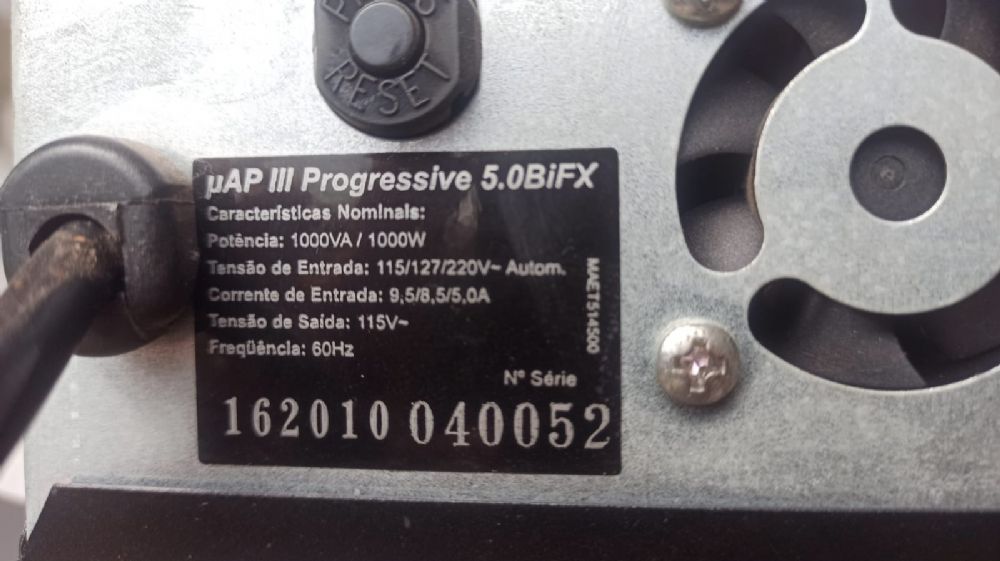 RESET
µAP III Progressive 5.0BiFX
Características Nominais:
Potência: 1000VA / 1000W
Tensão de Entrada: 115/127/220V~ Autom.
Corrente de Entrada: 9,5/8,5/5,0A
Tensão de Saída: 115V~
Freqüência: 60Hz
MAET514500
Nº Série
162010 040052